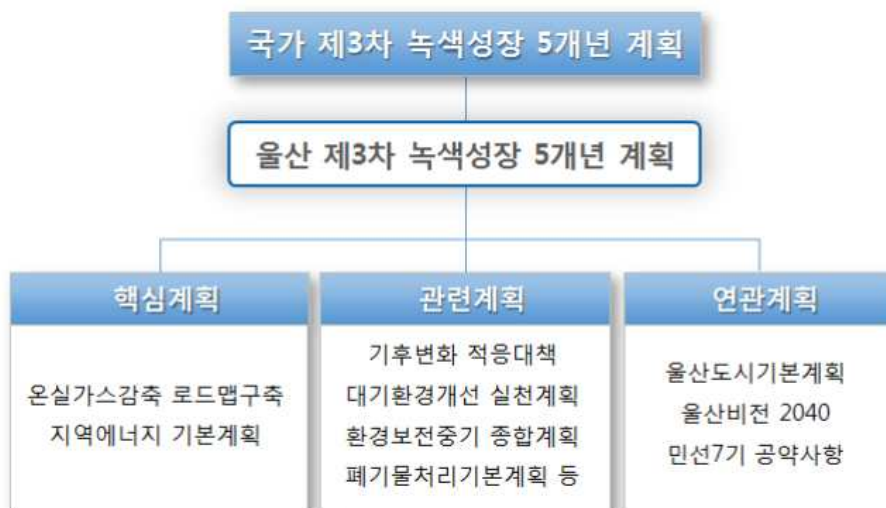 국가 제3차 녹색성장 5개년 계획
울산 제3차 녹색성장 5개년 계획
핵심계획
온실가스감축 로드맵구축
지역에너지 기본계획
관련계획
기후변화 적응대책
대기환경개선 실천계획
환경보전중기 종합계획
폐기물처리기본계획 등
연관계획
울산도시기본계획
울산비전 2040
민선7기 공약사항